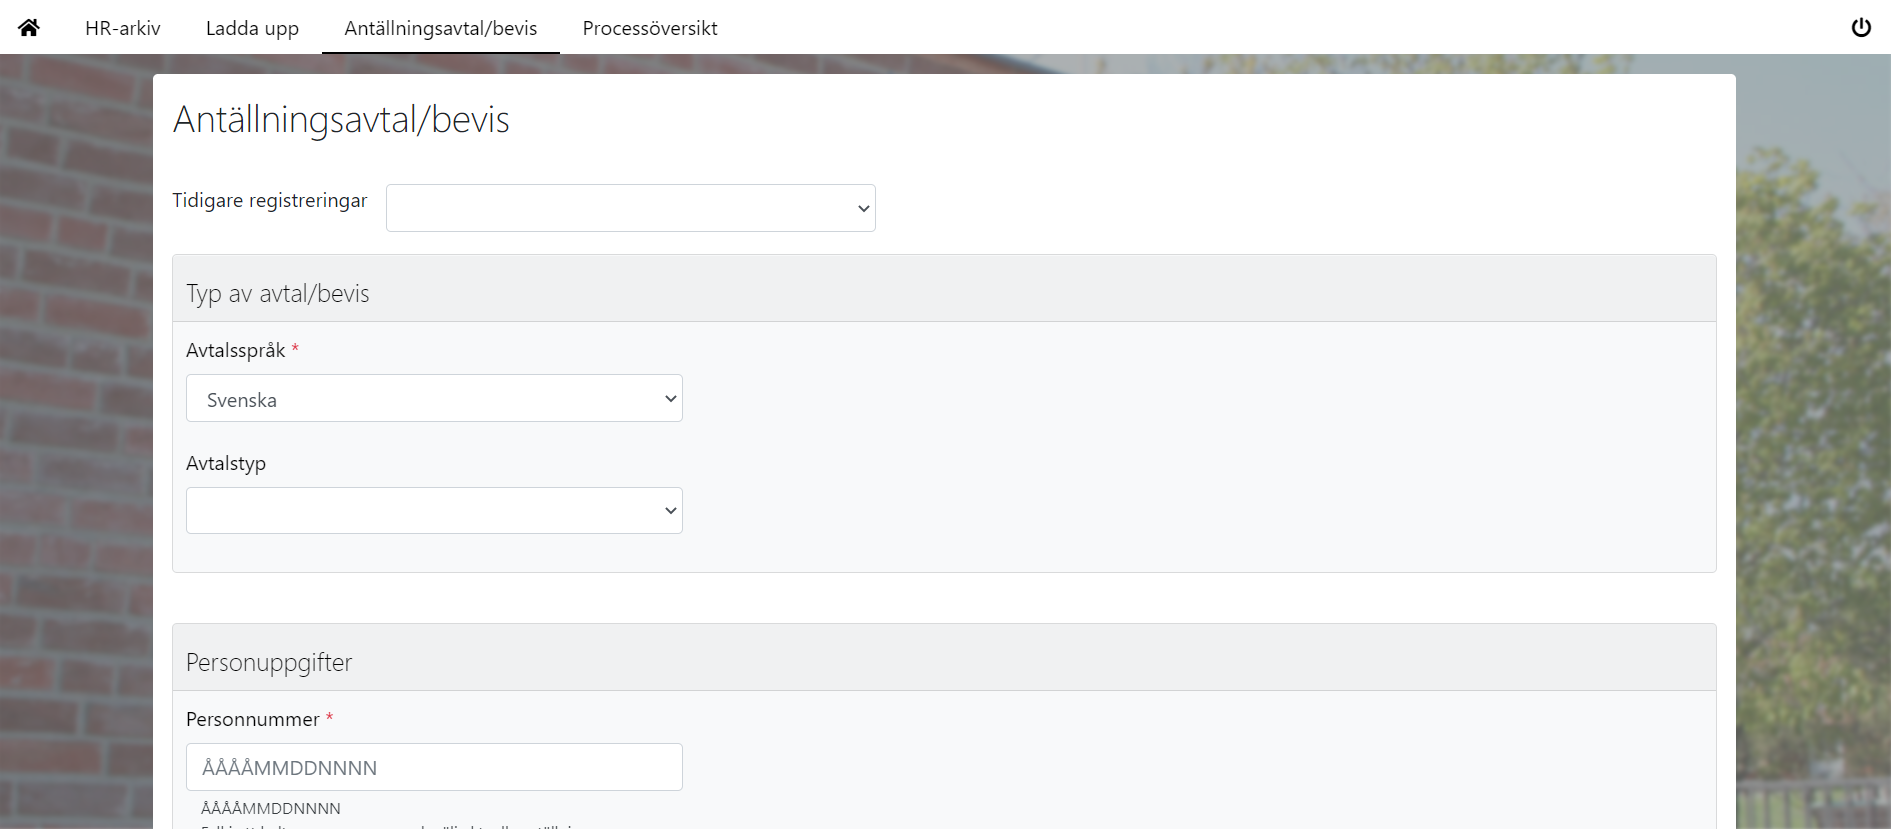 HR-arkiv Ladda upp Antällningsavtal/bevis Processöversikt
Antällningsavtal/bevis
Tidigare registreringar
Typ av avtal/bevis
Avtalsspråk *
Svenska
Avtalstyp
Personuppgifter
Personnummer *
ÅÅÅÅMMDDNNNN
ÅÅÅÅMMDDNNNN